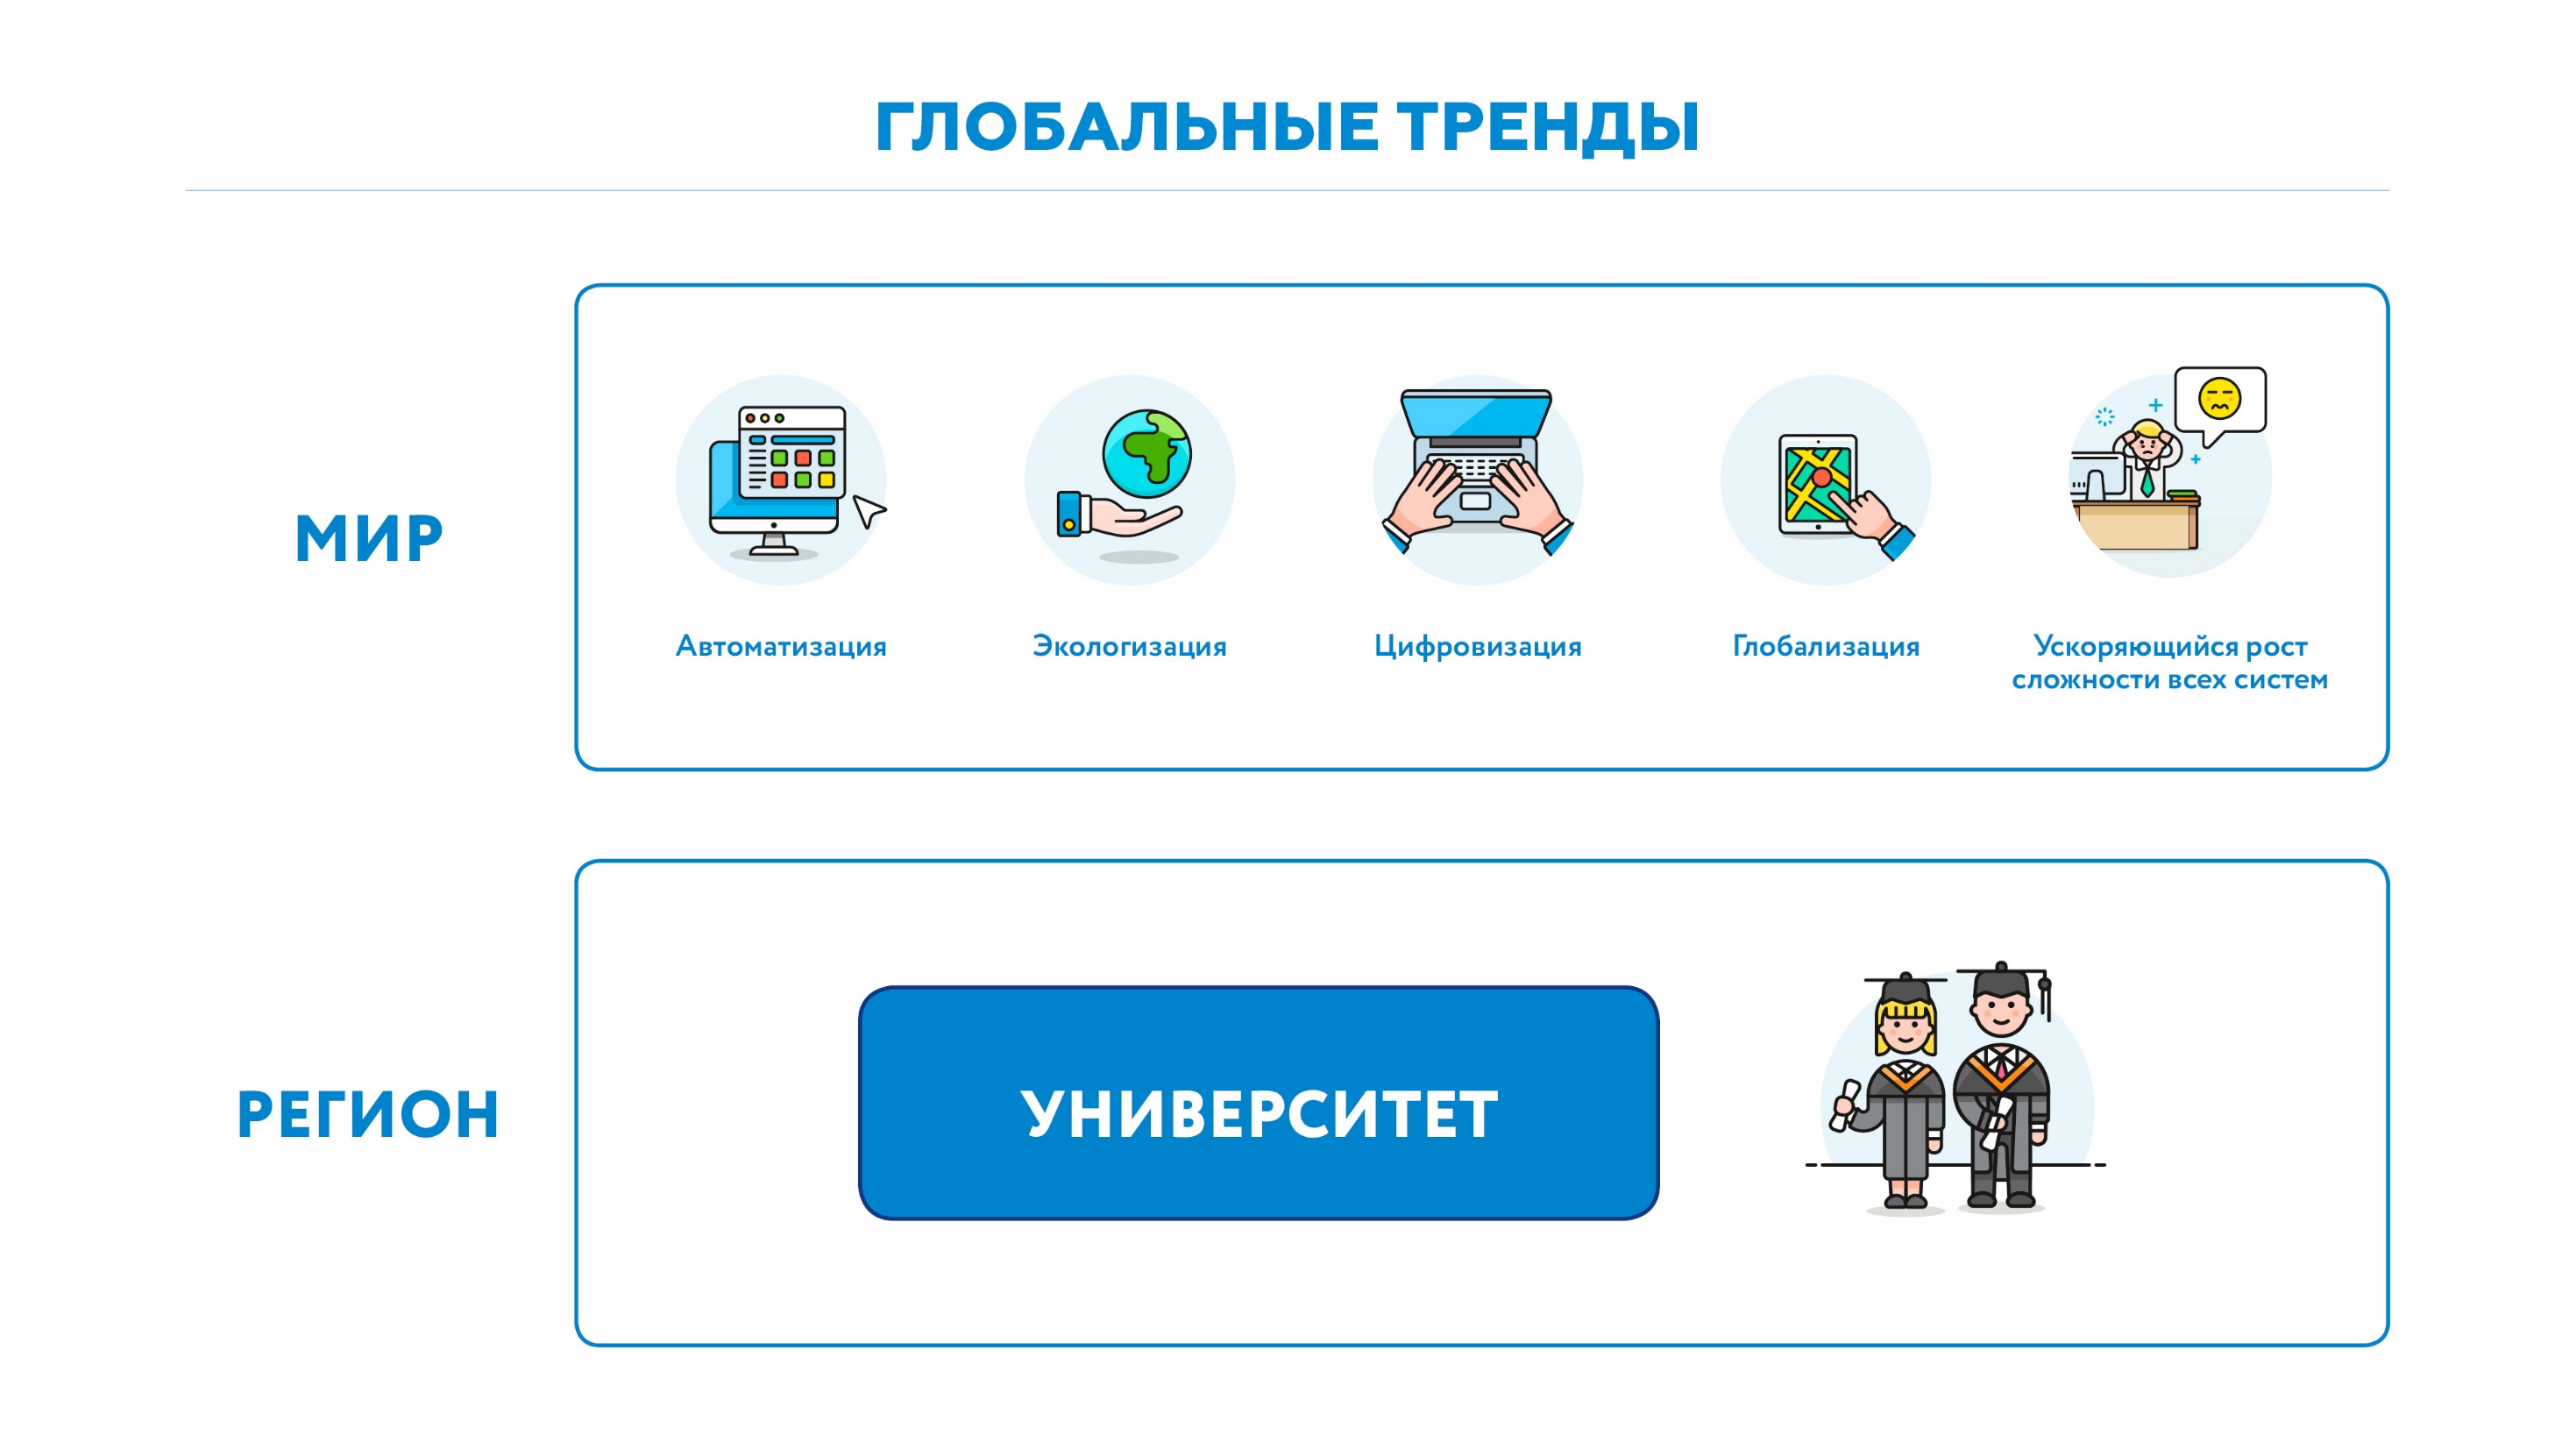 ГЛОБАЛЬНЫЕ ТРЕНДЫ
МИР
Автоматизация
Экологизация
Цифровизация
Глобализация
Ускоряющийся рост
сложности всех систем
РЕГИОН
УНИВЕРСИТЕТ